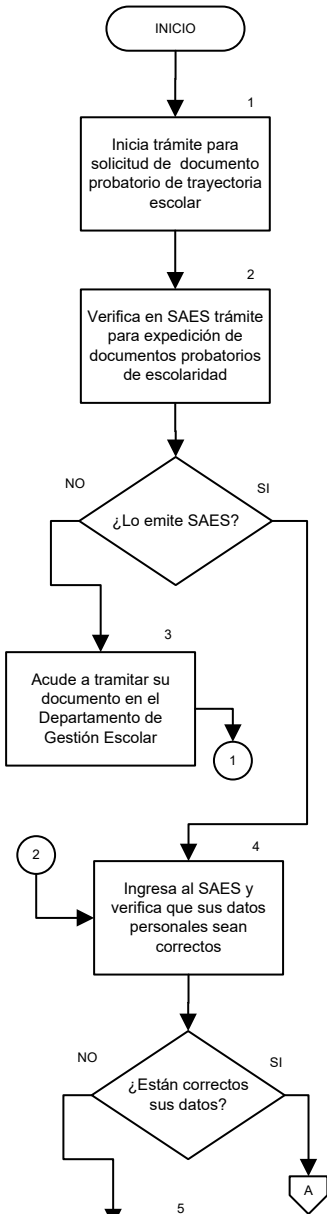 INICIO
1
Inicia trámite para
solicitud de documento
probatorio de trayectoria
escolar
2
Verifica en SAES trámite
para expedición de
documentos probatorios
de escolaridad
NO
SI
¿Lo emite SAES?
3
Acude a tramitar su
documento en el
Departamento de
Gestión Escolar
1
2
4
Ingresa al SAES y
verifica que sus datos
personales sean
correctos
NO
SI
¿Están correctos
sus datos?
A
5